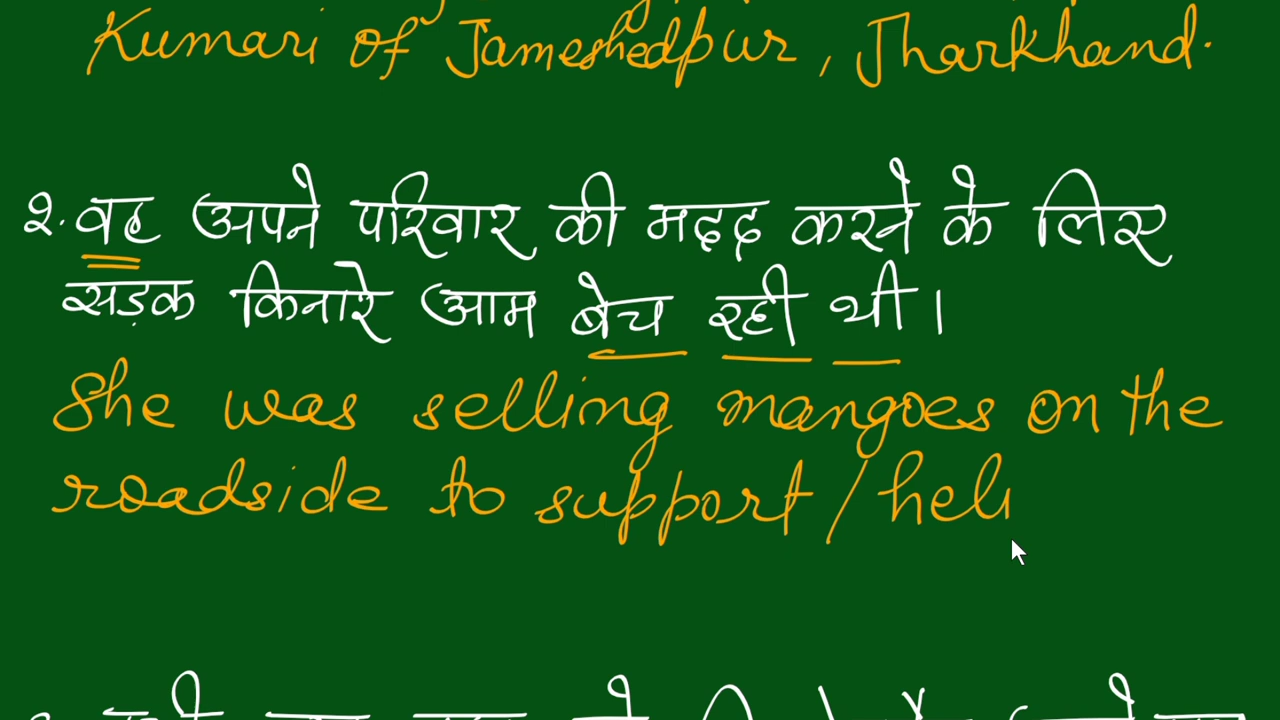 Kumari of Jameshedpur, Jharkhand.
२. वह अपने परिवार की मदद करने के लिए
सड़क किनारे आम बेच रही थी।
She was selling mangoes on the
roadside to support / hel